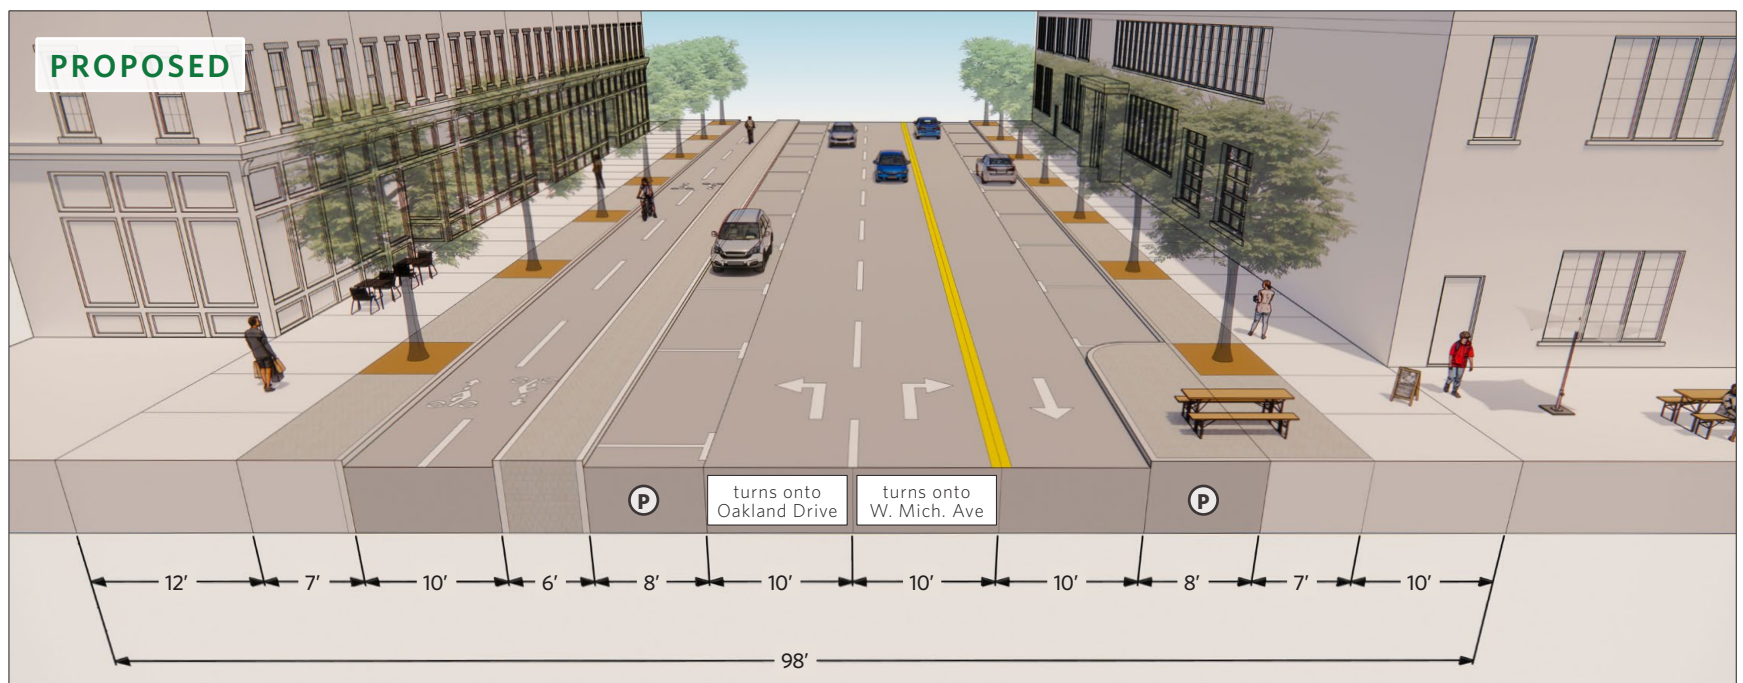 PROPOSED
P
turns onto
Oakland Drive
turns onto
W. Mich. Ave
P
12’
7’
10’
6’
8’
10’
10’
10’
8’
7’
10’
98’